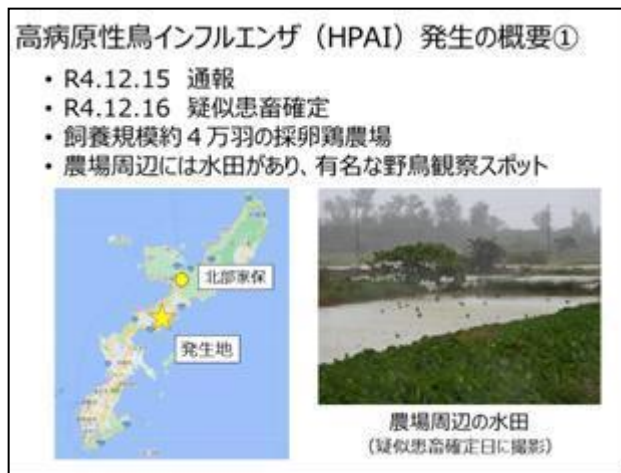 高病原性鳥インフルエンザ（HPAI）発生の概要①
• R4.12.15 通報
• R4.12.16 疑似患畜確定
• 飼養規模約４万羽の採卵鶏農場
• 農場周辺には水田があり、有名な野鳥観察スポット
北部家保
発生地
農場周辺の水田
（疑似患畜確定日に撮影）